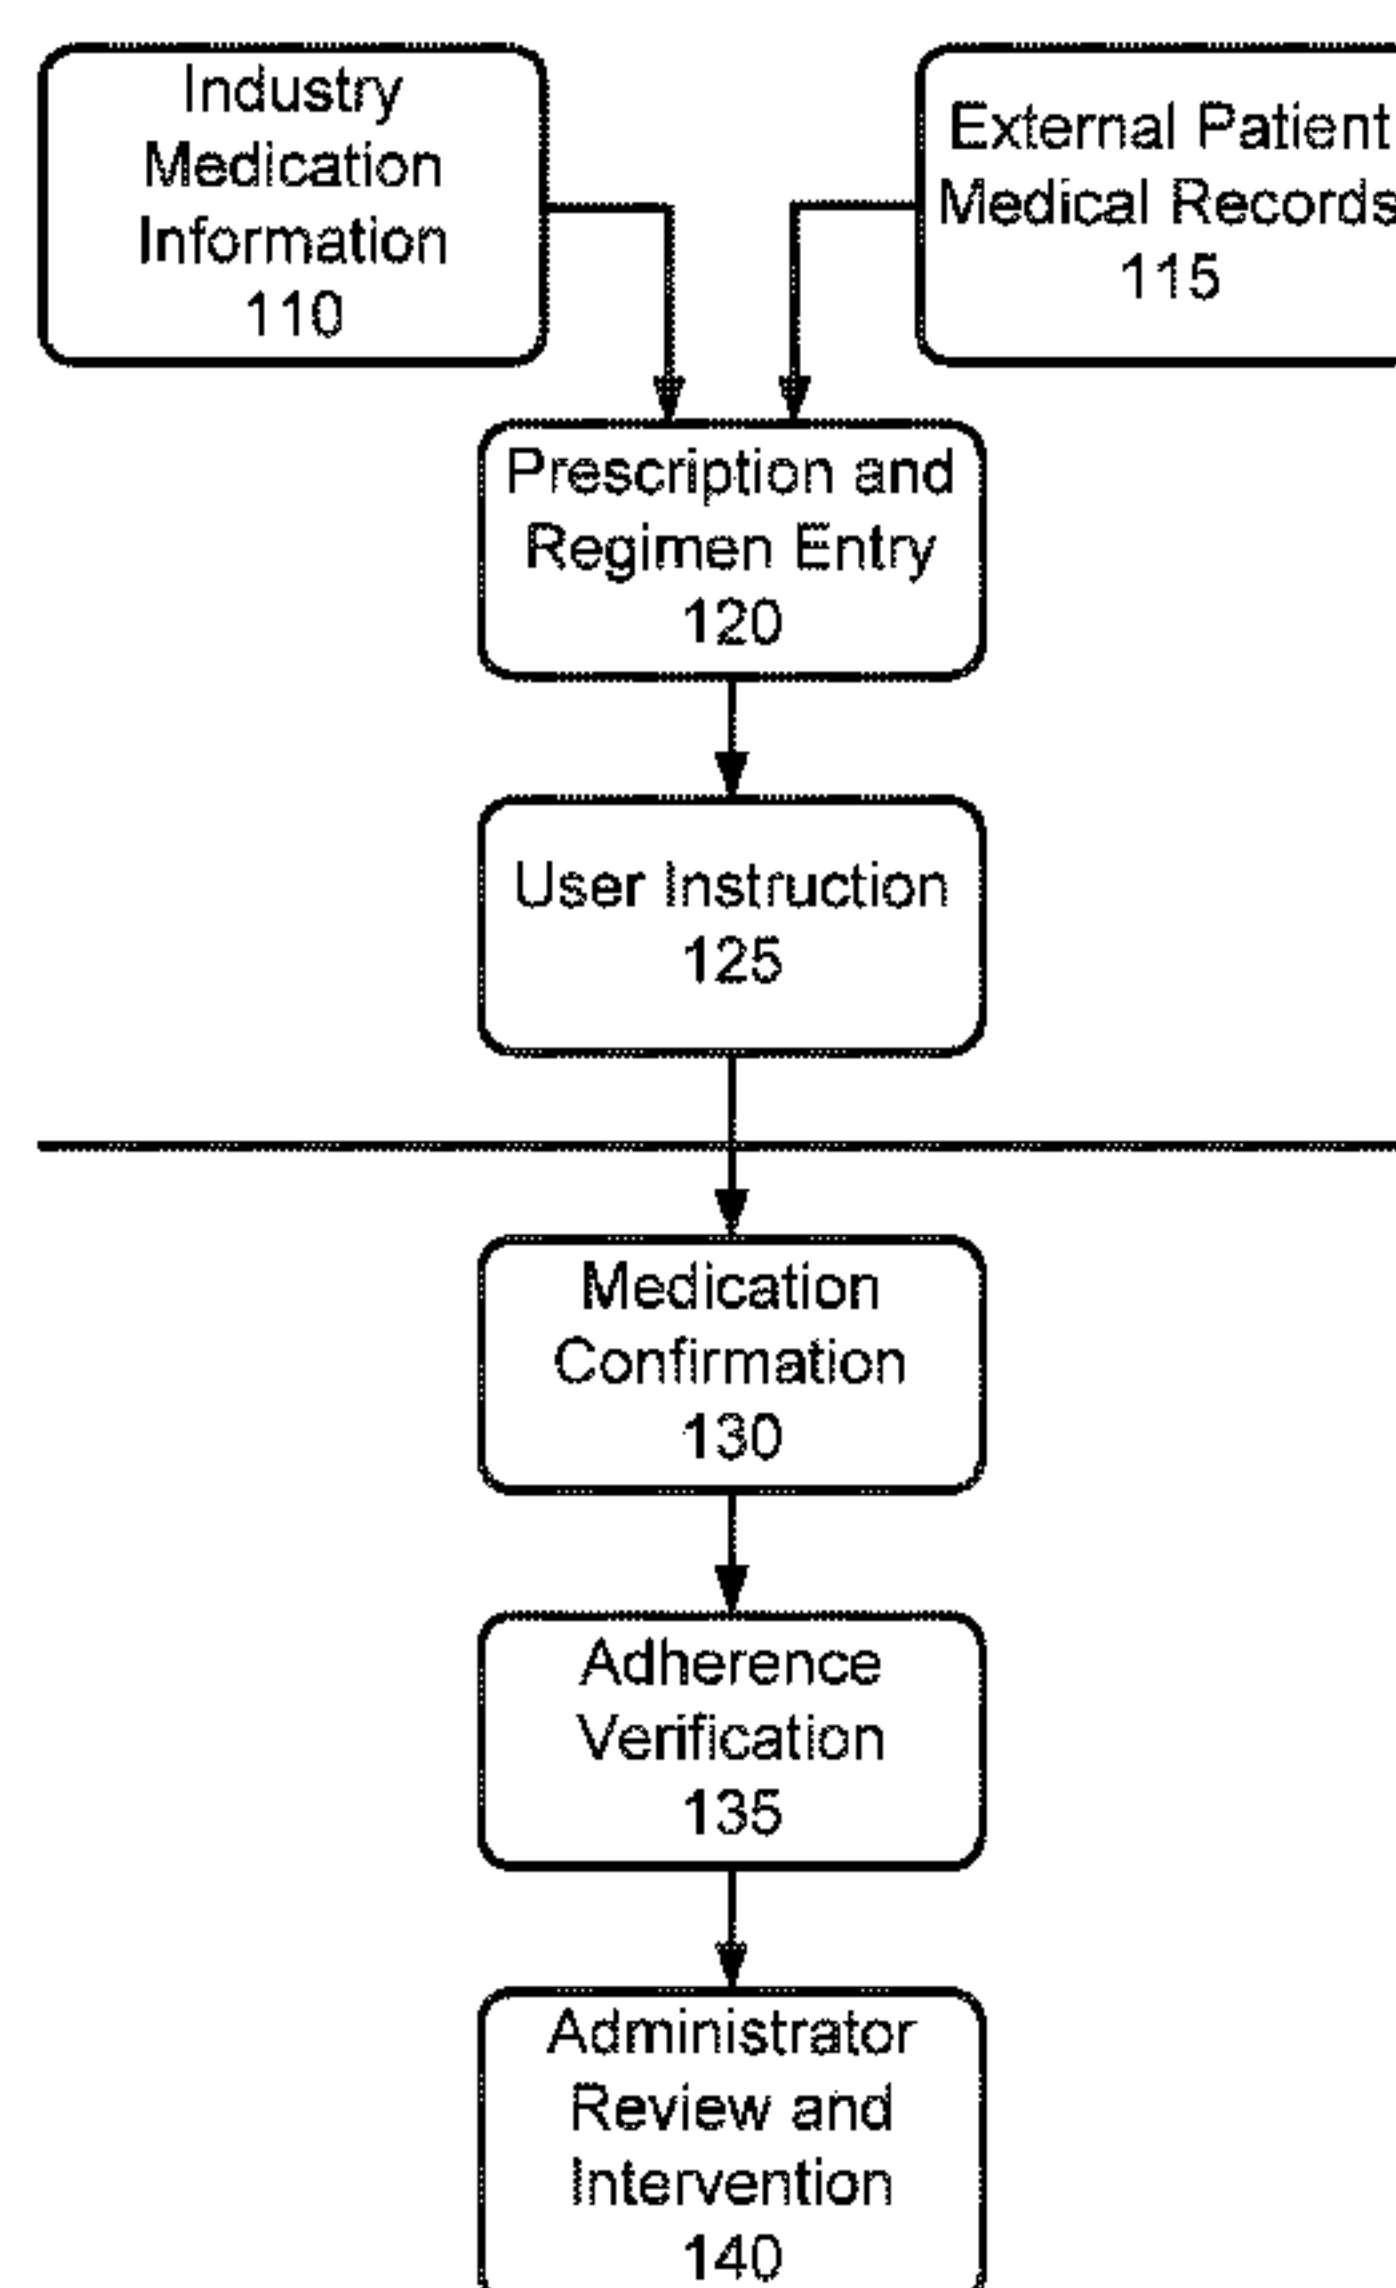 Industry
Medication
Information
110
External Patient
Medical Records
115
Prescription and
Regimen Entry
120
User Instruction
125
Medication
Confirmation
130
Adherence
Verification
135
Administrator
Review and
Intervention
140